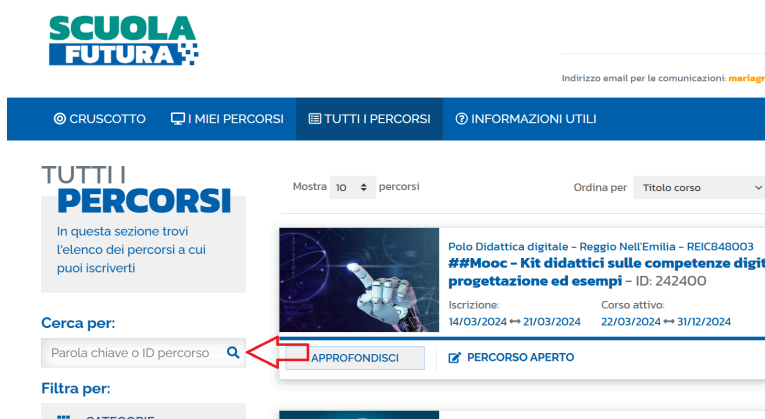 SCUOLA
FUTURA
Indirizzo email per le comunicazioni:
CRUSCOTTO I MIEI PERCORSI TUTTI I PERCORSI INFORMAZIONI UTILI
TUTTI I
PERCORSI
In questa sezione trovi
l'elenco dei percorsi a cui
puoi iscriverti
Cerca per:
Parola chiave o ID percorso
Filtra per:
CATEGORIE
Mostra 10 percorsi
Ordina per Titolo corso
Polo Didattica digitale – Reggio Nell'Emilia – REIC848003
##Mooc – Kit didattici sulle competenze digit
progettazione ed esempi – ID: 242400
Iscrizione: Corso attivo:
14/03/2024 ↔ 21/03/2024 22/03/2024 ↔ 31/12/2024
APPROFONDISCI PERCORSO APERTO